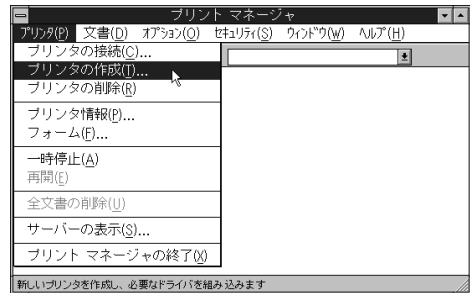 プリント マネージャ
プリンタ(P) 文書(D) オプション(O) セキュリティ(S) ウィンドウ(W) ヘルプ(H)
プリンタの接続(C)...
プリンタの作成(T)...
プリンタの削除(R)
プリンタ情報(P)...
フォーム(F)...
一時停止(A)
再開(E)
全文書の削除(U)
サーバーの表示(S)...
プリント マネージャの終了(X)
新しいプリンタを作成し、必要なドライバを組み込みます